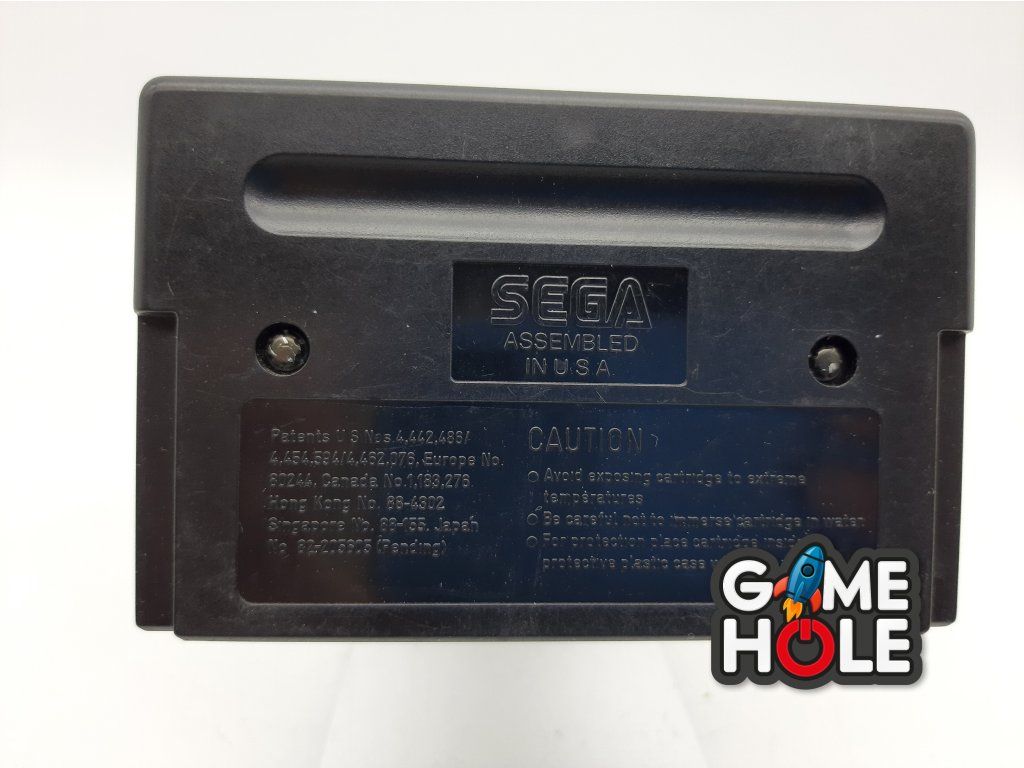 SEGA
ASSEMBLED
IN U.S.A.
Patents U S Nos. 4,442,486/
4,454,594/4,462,076, Europe No.
80244, Canada No. 1,183,276,
Hong Kong No. 88-4302
Singapore No. 88-155, Japan
No. 82-205605 (Pending)
CAUTION
Avoid exposing cartridge to extreme
temperatures
Be careful not to immerse cartridge in water
For protection place cartridge
protective plastic case
GAME
HOLE